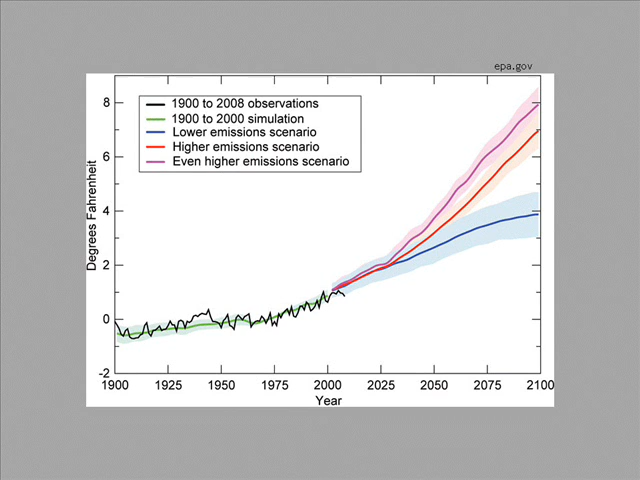 epa.gov
8
1900 to 2008 observations
1900 to 2000 simulation
Lower emissions scenario
Higher emissions scenario
Even higher emissions scenario
6
4
2
0
-2
Degrees Fahrenheit
1900 1925 1950 1975 2000 2025 2050 2075 2100
Year